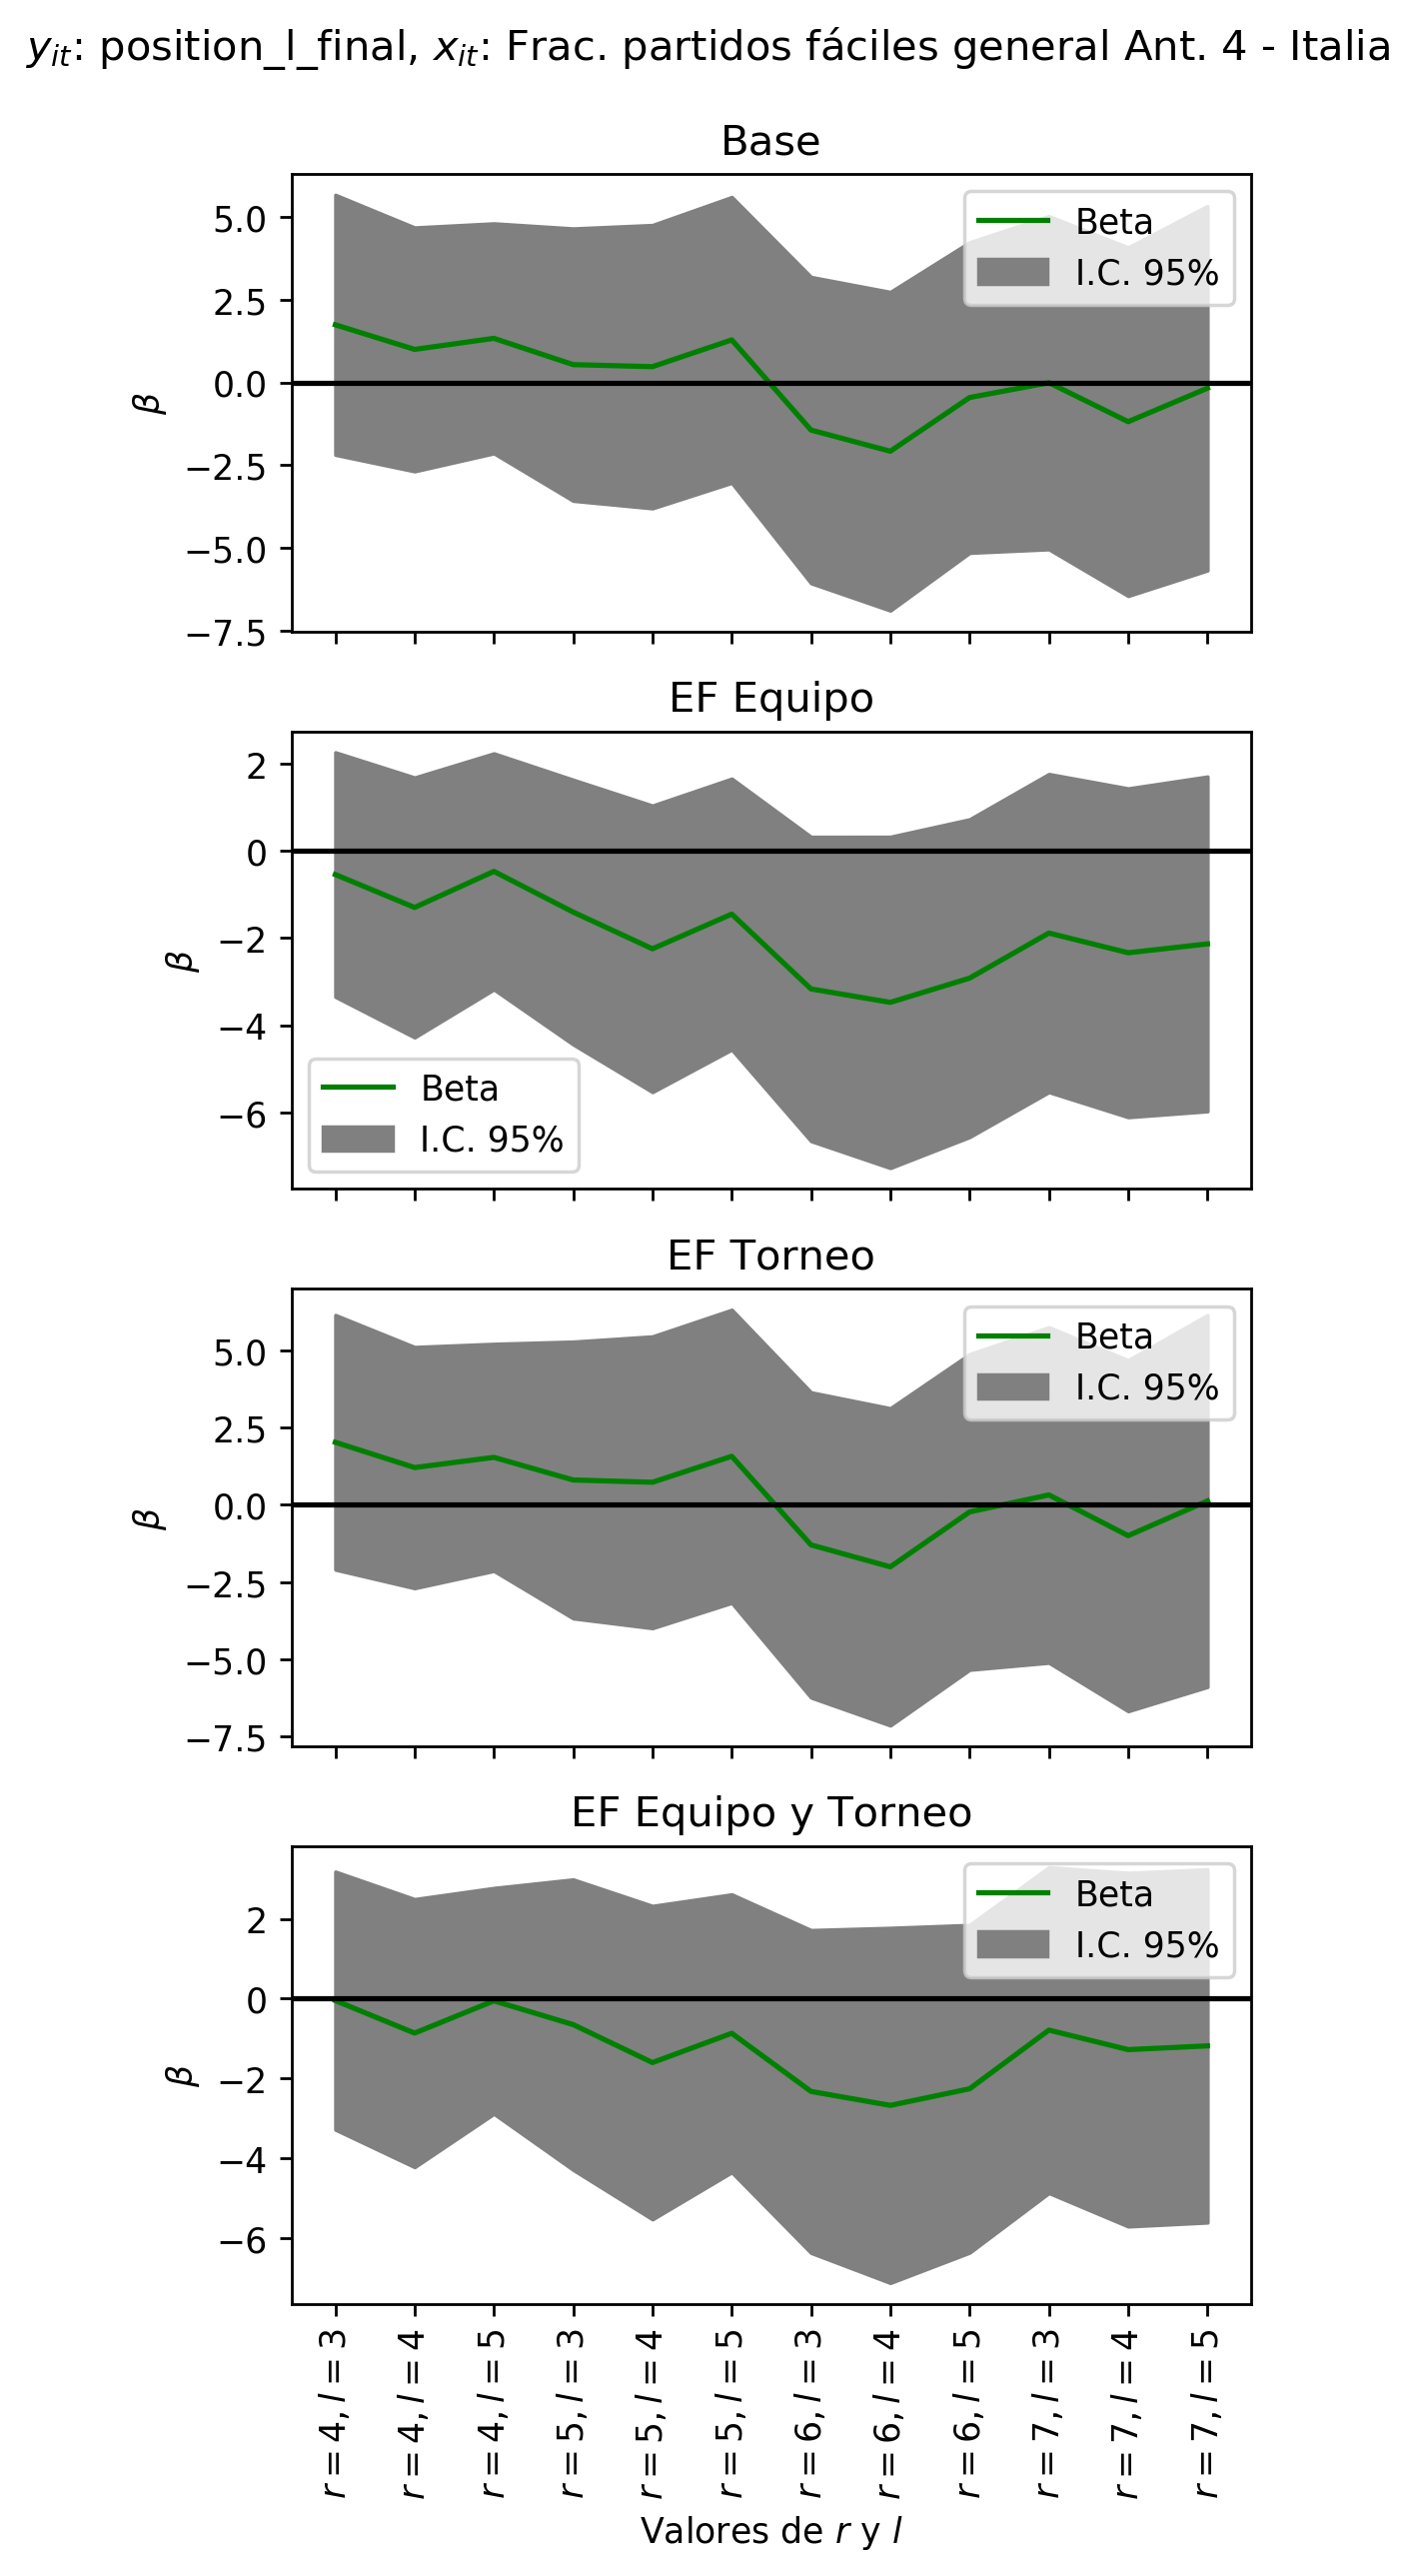 y_it: position_l_final, x_it: Frac. partidos fáciles general Ant. 4 - Italia
Base
5.0
2.5
0.0
−2.5
−5.0
−7.5
β
Beta
I.C. 95%
EF Equipo
2
0
−2
−4
−6
β
Beta
I.C. 95%
EF Torneo
5.0
2.5
0.0
−2.5
−5.0
−7.5
β
Beta
I.C. 95%
EF Equipo y Torneo
2
0
−2
−4
−6
β
Beta
I.C. 95%
r = 4, l = 3
r = 4, l = 4
r = 4, l = 5
r = 5, l = 3
r = 5, l = 4
r = 5, l = 5
r = 6, l = 3
r = 6, l = 4
r = 6, l = 5
r = 7, l = 3
r = 7, l = 4
r = 7, l = 5
Valores de r y l